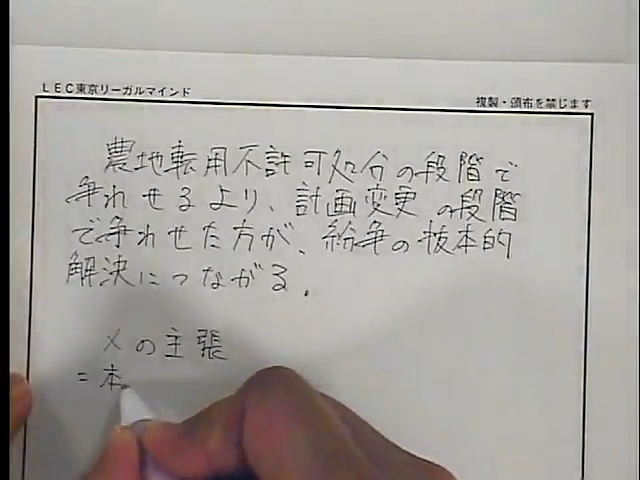 LEC東京リーガルマインド
複製・頒布を禁じます
農地転用不許可処分の段階で
争わせるより、計画変更の段階
で争わせた方が、紛争の抜本的
解決につながる。
Xの主張
=本